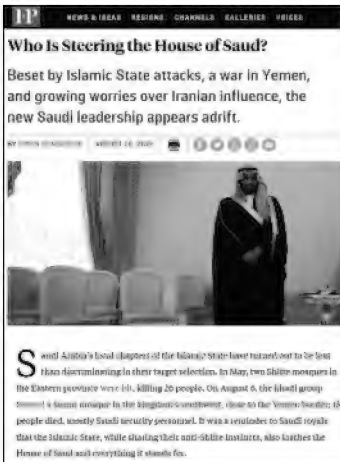 FP NEWS & IDEAS REGIONS CHANNELS GALLERIES VOICES
Who Is Steering the House of Saud?
Beset by Islamic State attacks, a war in Yemen,
and growing worries over Iranian influence, the
new Saudi leadership appears adrift.
BY AUGUST
Saudi Arabia's local chapters of the Islamic State have turned out to be less
than discriminating in their target selection. In May, two Shiite mosques in
the Eastern province were hit, killing 26 people. On August 6, the jihadi group
a Sunni mosque in the kingdom's southwest, close to the Yemen border;
people died, mostly Saudi security personnel. It was a reminder to Saudi royals
that the Islamic State, while sharing their anti-Shiite instincts, also loathes the
House of Saud and everything it stands for.